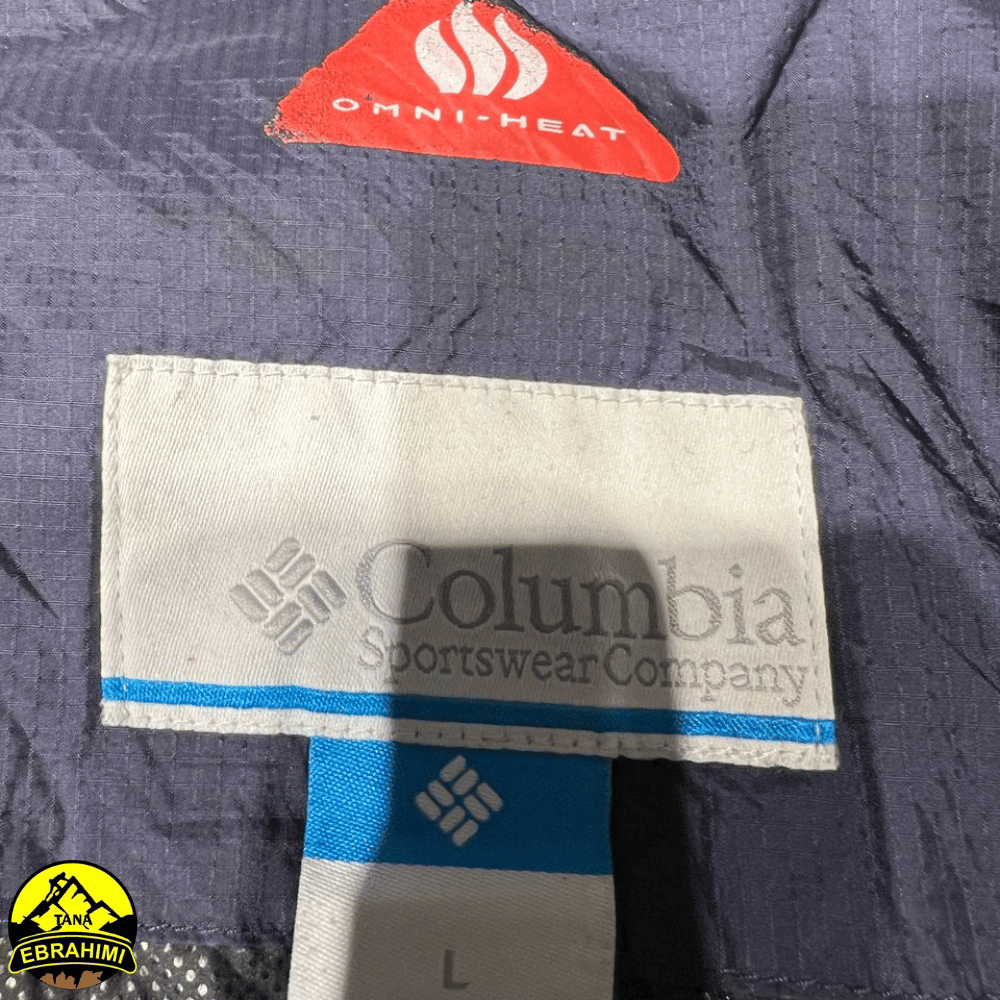 OMNI-HEAT
Columbia
Sportswear Company
L
TANA
EBRAHIMI